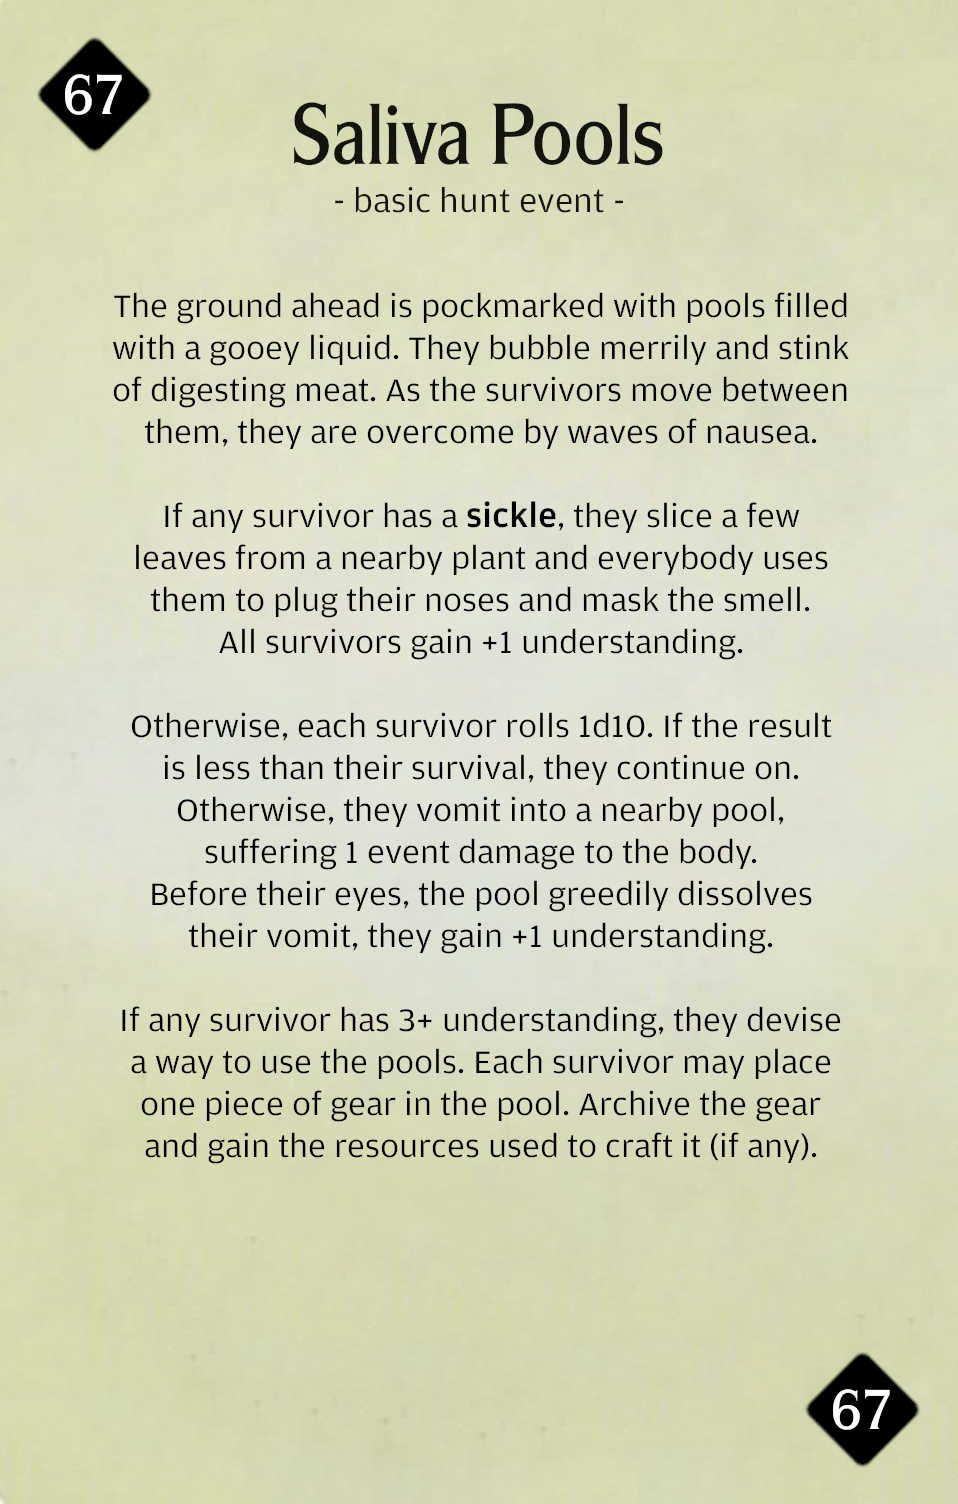 67
Saliva Pools
- basic hunt event -
The ground ahead is pockmarked with pools filled
with a gooey liquid. They bubble merrily and stink
of digesting meat. As the survivors move between
them, they are overcome by waves of nausea.
If any survivor has a sickle, they slice a few
leaves from a nearby plant and everybody uses
them to plug their noses and mask the smell.
All survivors gain +1 understanding.
Otherwise, each survivor rolls 1d10. If the result
is less than their survival, they continue on.
Otherwise, they vomit into a nearby pool,
suffering 1 event damage to the body.
Before their eyes, the pool greedily dissolves
their vomit, they gain +1 understanding.
If any survivor has 3+ understanding, they devise
a way to use the pools. Each survivor may place
one piece of gear in the pool. Archive the gear
and gain the resources used to craft it (if any).
67